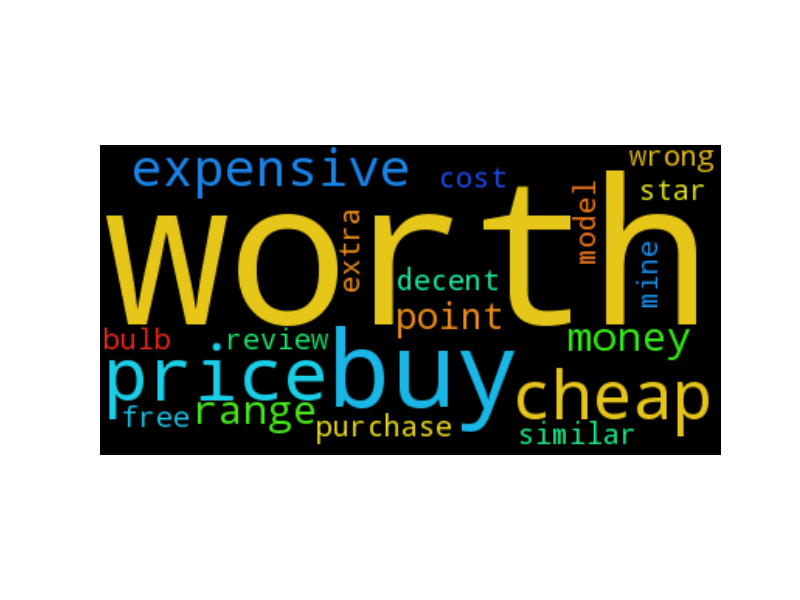 expensive
cost
wrong
star
worth
extra
model
mine
decent
point
bulb
review
money
price
buy
cheap
free
range
purchase
similar